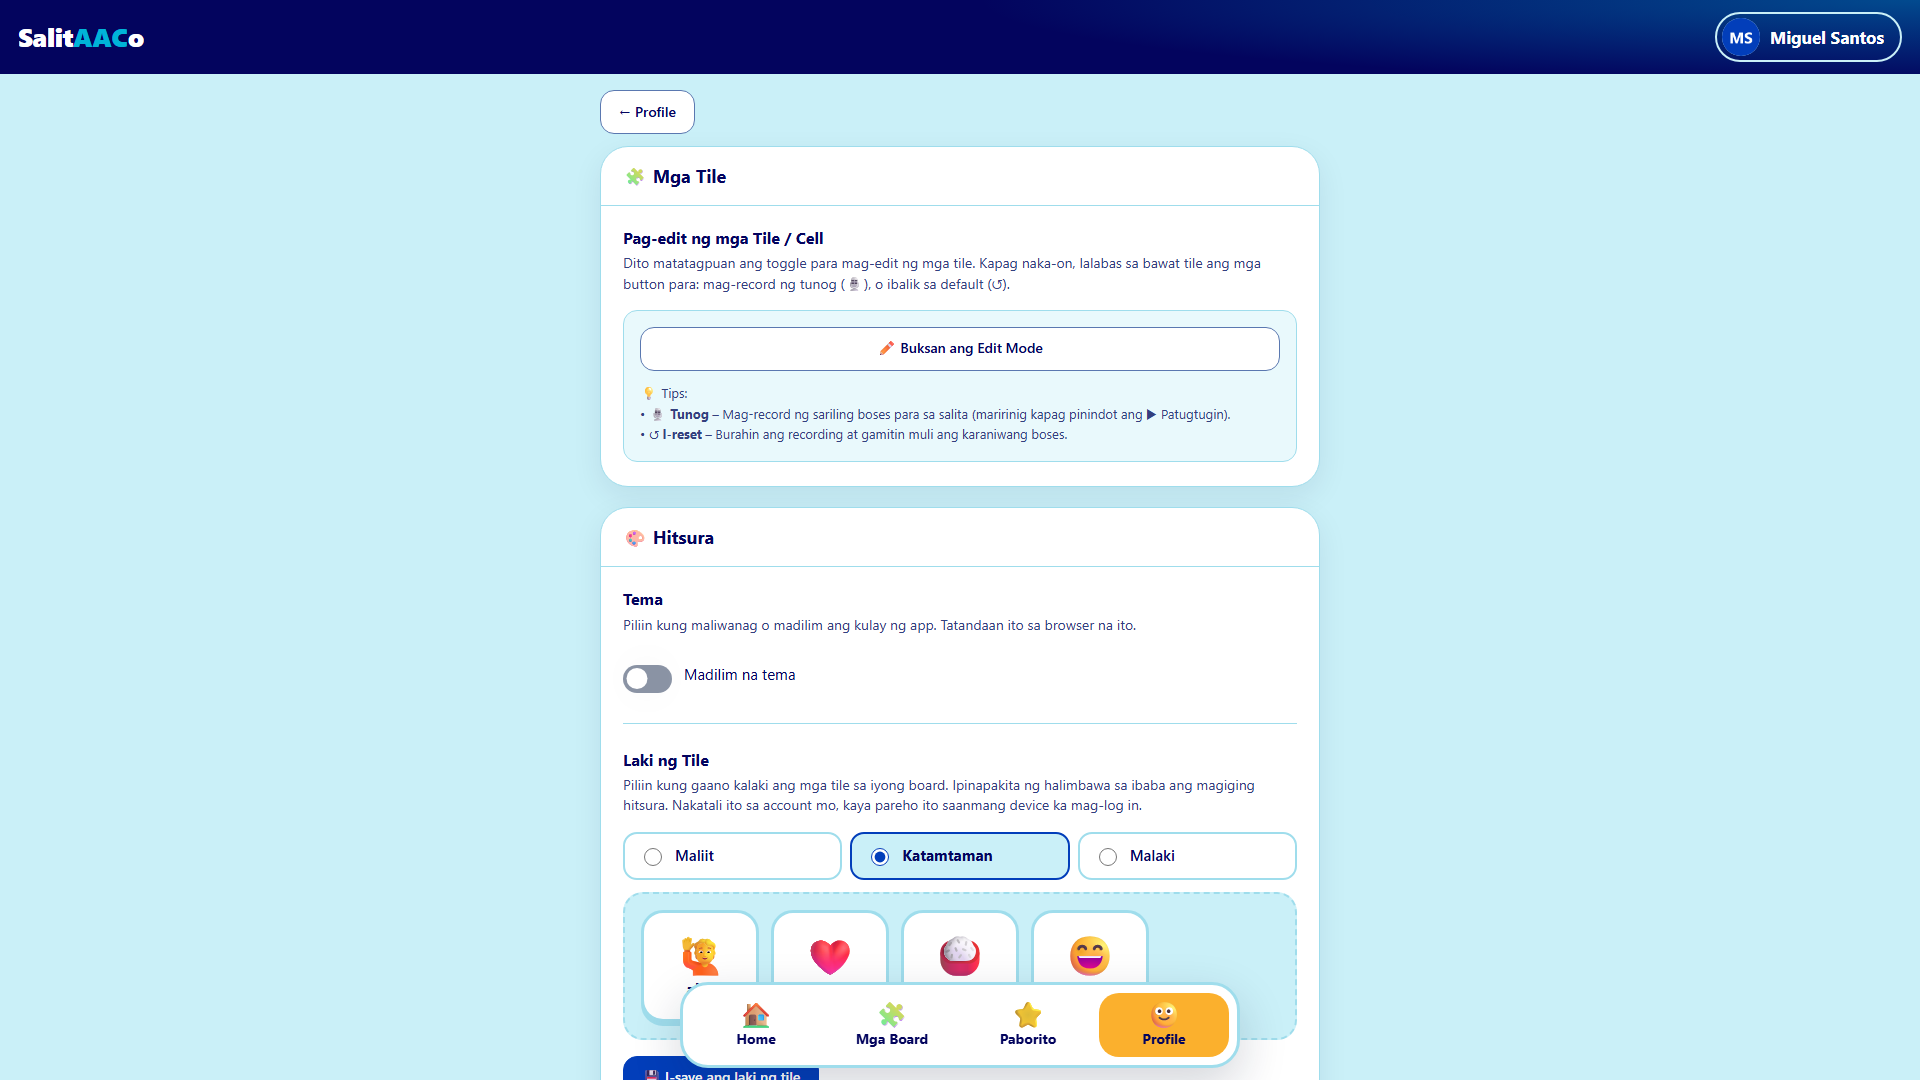 SalitAACo
MS Miguel Santos
← Profile
Mga Tile
Pag-edit ng mga Tile / Cell
Dito matatagpuan ang toggle para mag-edit ng mga tile. Kapag naka-on, lalabas sa bawat tile ang mga
button para: mag-record ng tunog (🎙️), o ibalik sa default (↺).
✏️ Buksan ang Edit Mode
💡 Tips:
• 🎙️ Tunog – Mag-record ng sariling boses para sa salita (maririnig kapag pinindot ang ▶ Patugtugin).
• ↺ I-reset – Burahin ang recording at gamitin muli ang karaniwang boses.
Hitsura
Tema
Piliin kung maliwanag o madilim ang kulay ng app. Tatandaan ito sa browser na ito.
Madilim na tema
Laki ng Tile
Piliin kung gaano kalaki ang mga tile sa iyong board. Ipinapakita ng halimbawa sa ibaba ang magiging
hitsura. Nakatali ito sa account mo, kaya pareho ito saanmang device ka mag-log in.
Maliit
Katamtaman
Malaki
Home
Mga Board
Paborito
Profile
I-save ang laki ng tile